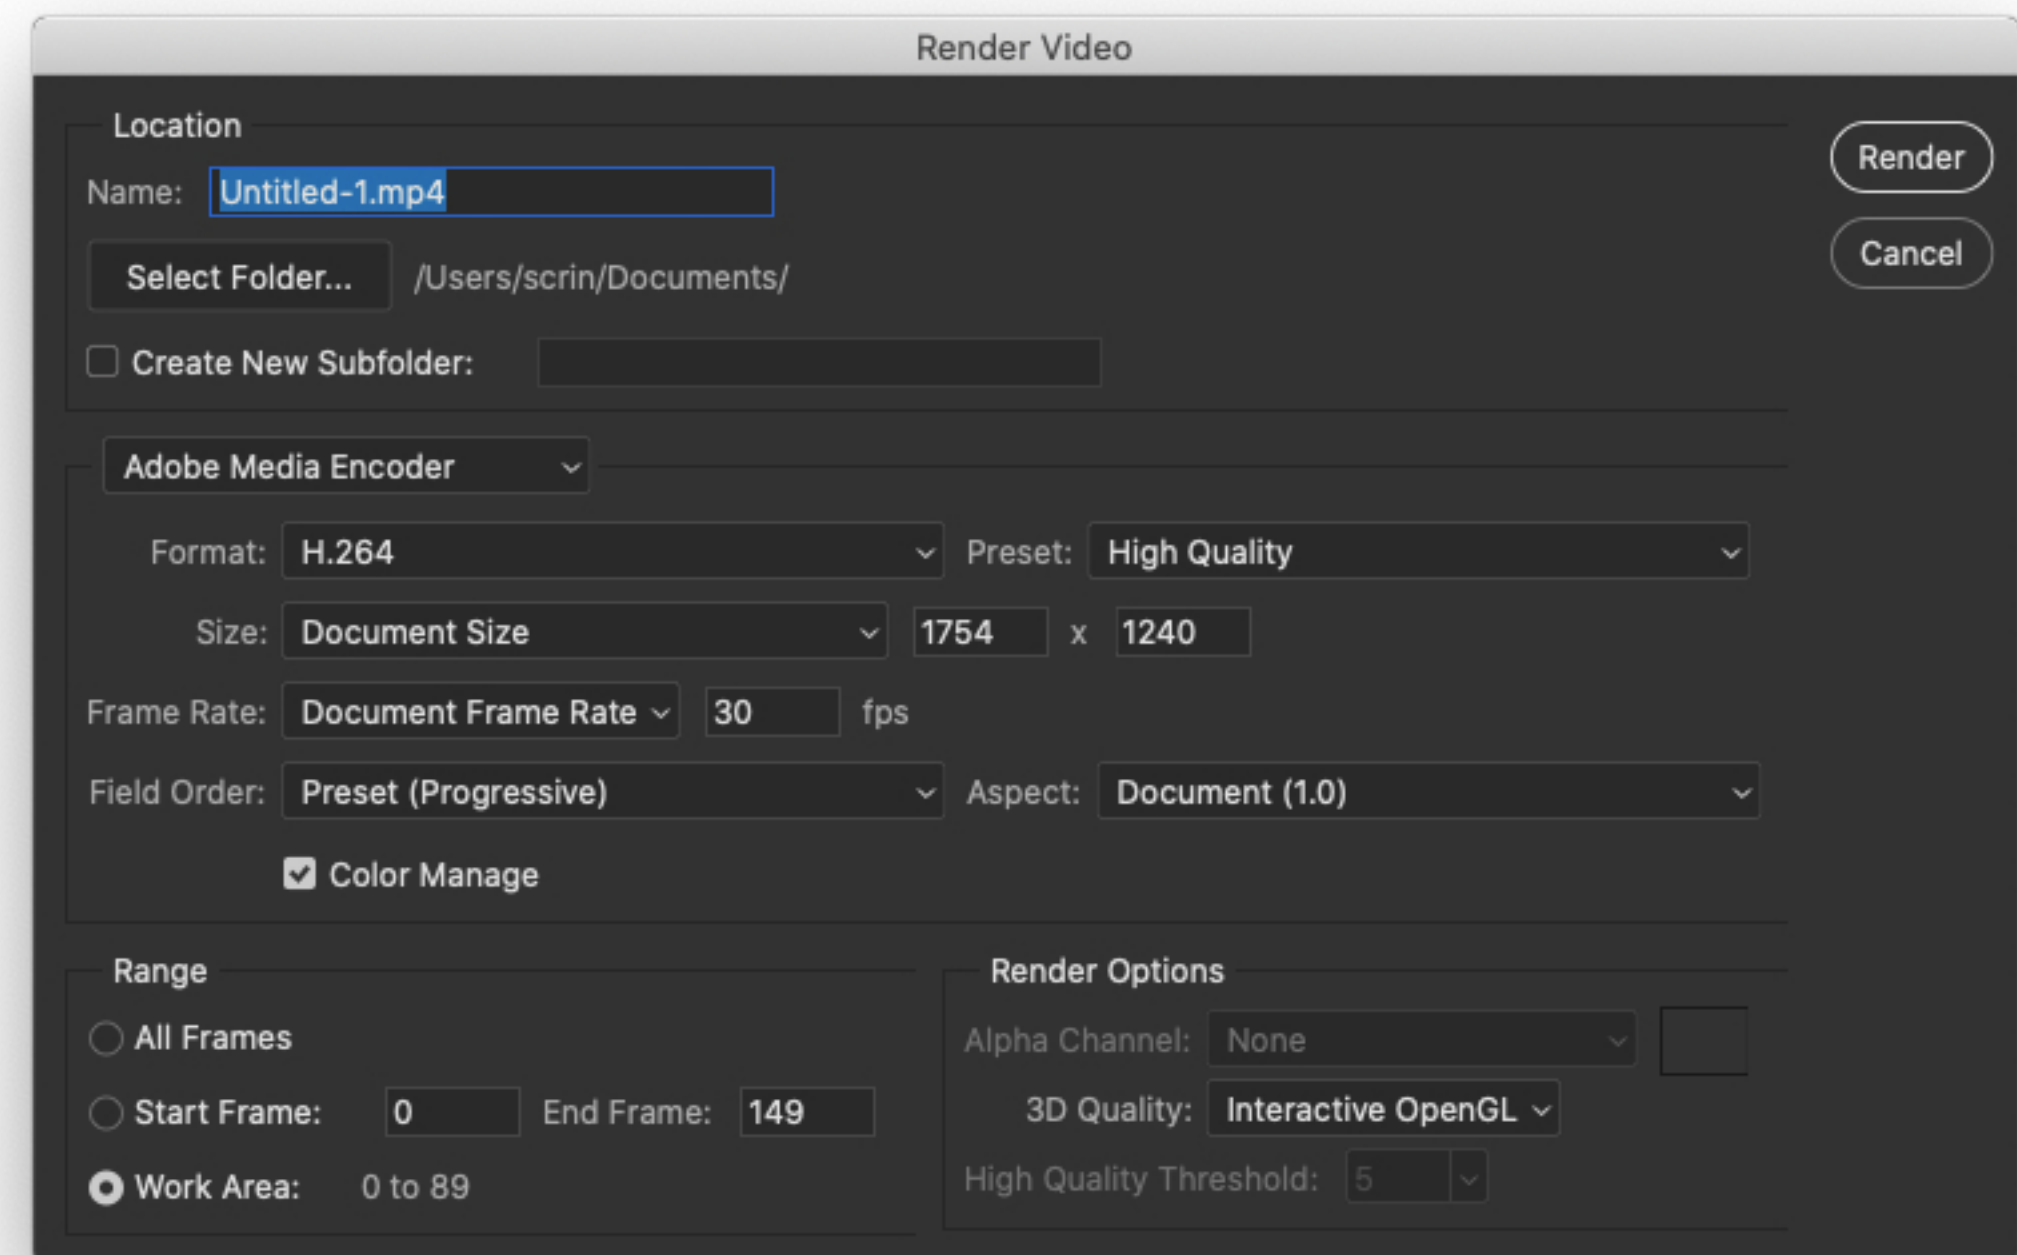 Render Video
Location
Name: Untitled-1.mp4
Select Folder... /Users/scrin/Documents/
Create New Subfolder:
Render
Cancel
Adobe Media Encoder
Format: H.264 Preset: High Quality
Size: Document Size 1754 x 1240
Frame Rate: Document Frame Rate 30 fps
Field Order: Preset (Progressive) Aspect: Document (1.0)
Color Manage
Range
All Frames
Start Frame: 0 End Frame: 149
Work Area: 0 to 89
Render Options
Alpha Channel: None
3D Quality: Interactive OpenGL
High Quality Threshold: 5